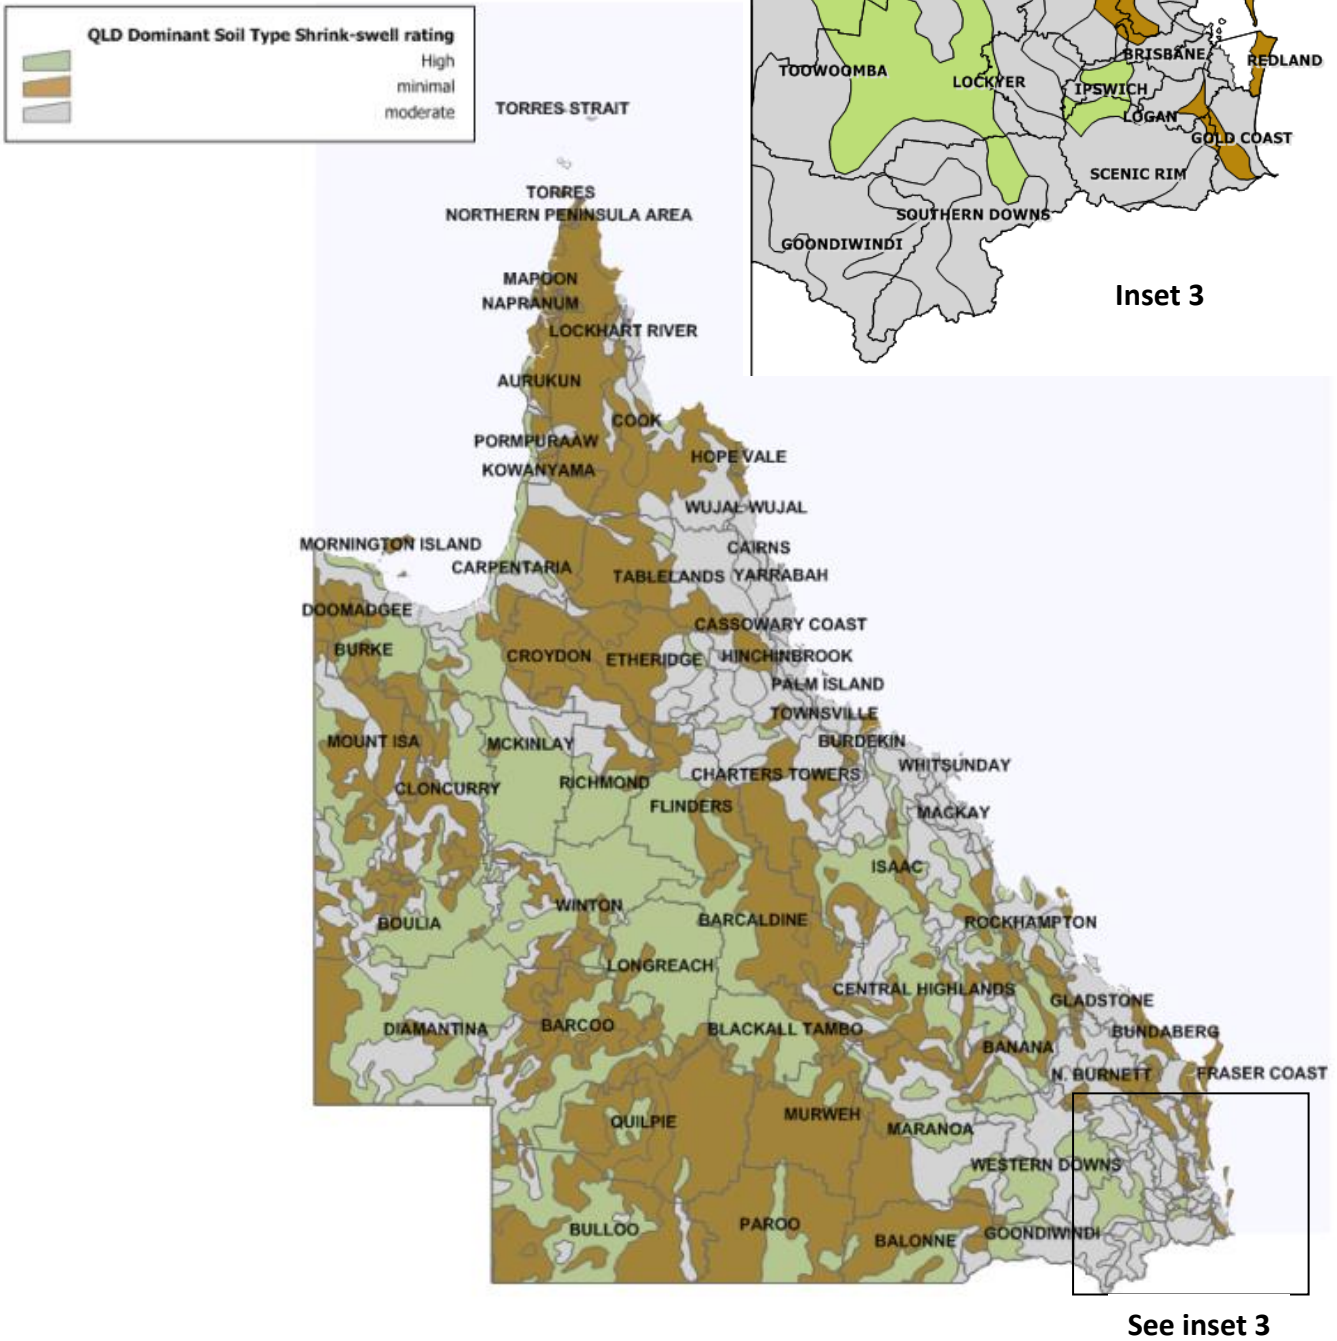 QLD Dominant Soil Type Shrink-swell rating
High
minimal
moderate
BRISBANE
REDLAND
TOOWOOMBA
LOCKYER
IPSWICH
LOGAN
GOLD COAST
SCENIC RIM
SOUTHERN DOWNS
GOONDIWINDI
Inset 3
TORRES STRAIT
TORRES
NORTHERN PENINSULA AREA
MAPOON
NAPRANUM
LOCKHART RIVER
AURUKUN
COOK
PORMPURAAW
HOPE VALE
KOWANYAMA
WUJAL-WUJAL
MORNINGTON ISLAND
CAIRNS
CARPENTARIA
TABLELANDS
YARRABAH
DOOMADGEE
CASSOWARY COAST
BURKE
CROYDON
ETHERIDGE
HINCHINBROOK
PALM ISLAND
TOWNSVILLE
MOUNT ISA
MCKINLAY
BURDEKIN
WHITSUNDAY
CLONCURRY
RICHMOND
CHARTERS TOWERS
FLINDERS
MACKAY
ISAAC
WINTON
BOULIA
BARCALDINE
ROCKHAMPTON
LONGREACH
CENTRAL HIGHLANDS
GLADSTONE
DIAMANTINA
BARCOO
BLACKALL TAMBO
BUNDABERG
BANANA
N. BURNETT
FRASER COAST
QUILPIE
MURWEH
MARANOA
WESTERN DOWNS
BULLOO
PAROO
BALONNE
GOONDIWINDI
See inset 3